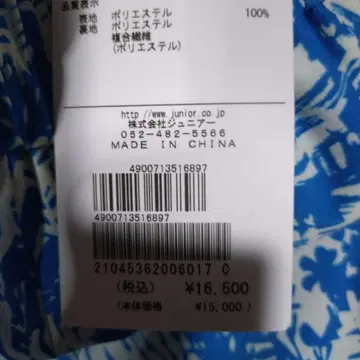 品質表示
表地 ポリエステル 100%
裏地 ポリエステル
複合繊維
(ポリエステル)
http://www.junior.co.jp
株式会社ジュニアー
052-482-5566
MADE IN CHINA
4900713516897
4900713516897
21045362006017 0
(税込) ¥16,500
(本体価格 ¥15,000)